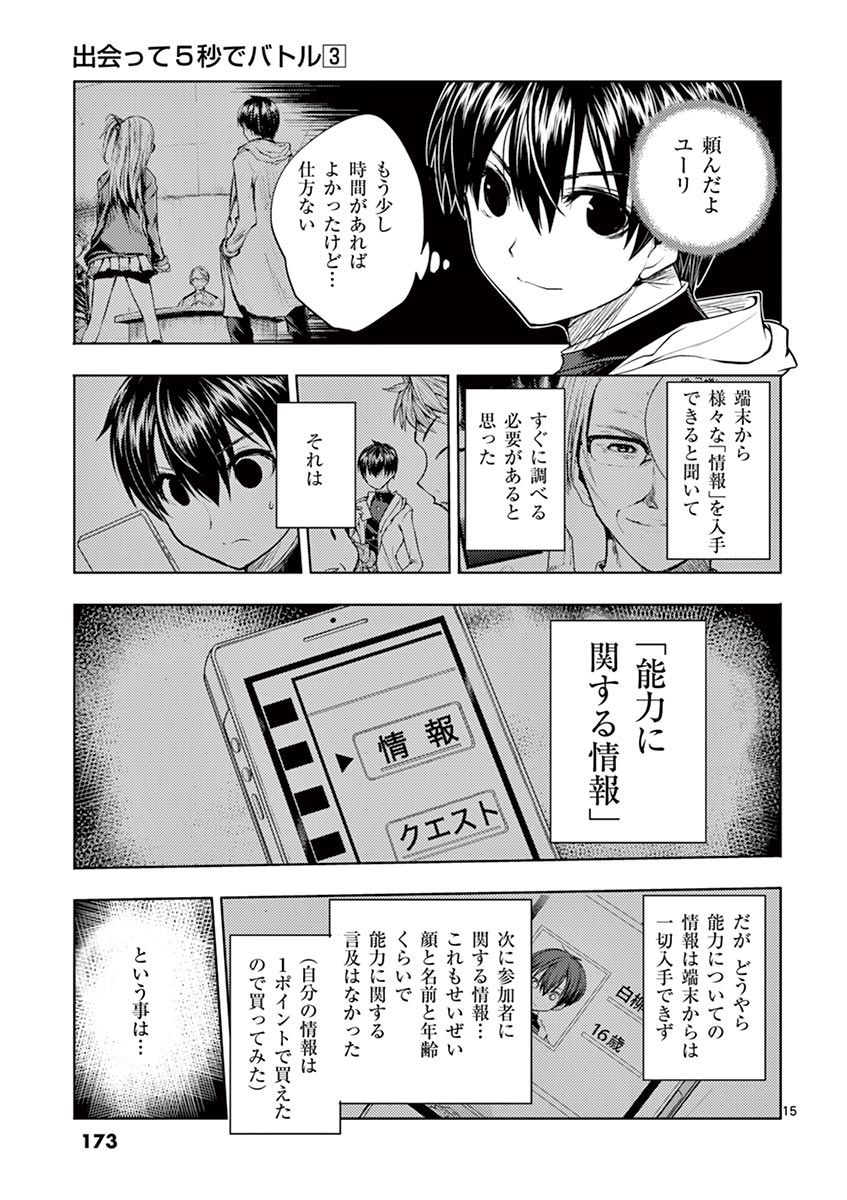 出会って5秒でバトル3
頼んだよ
ユーリ
もう少し
時間があれば
よかったけど…
仕方ない
端末から
様々な「情報」を入手
できると聞いて
すぐに調べる
必要があると
思った
それは
「能力に
関する情報」
情報
クエスト
だが どうやら
能力についての
情報は端末からは
一切入手できず
白柳
16歳
次に参加者に
関する情報…
これもせいぜい
顔と名前と年齢
くらいで
能力に関する
言及はなかった
(自分の情報は
1ポイントで買えた
ので買ってみた)
という事は…
15
173